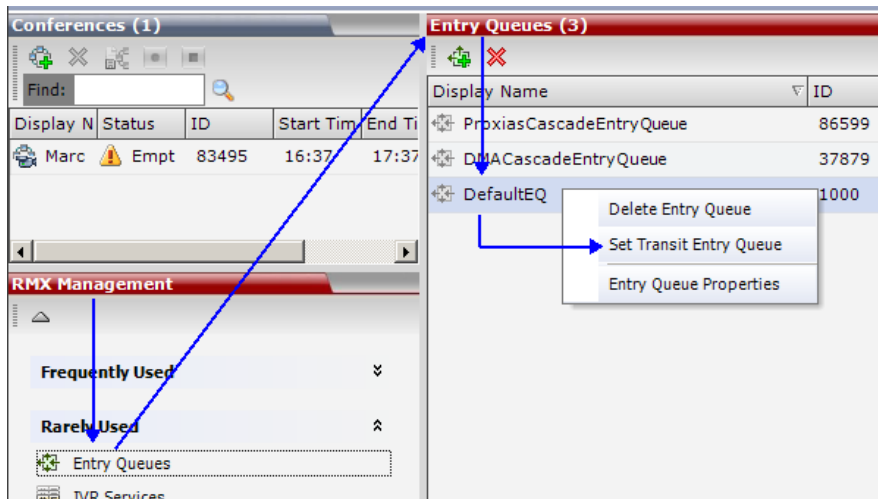 Conferences (1)
Find:
Display N Status ID Start Tim End Ti
Marc Empt 83495 16:37 17:37
RMX Management
Frequently Used
Rarely Used
Entry Queues
IVR Services
Entry Queues (3)
Display Name ID
ProxiasCascadeEntryQueue 86599
DMACascadeEntryQueue 37879
DefaultEQ 1000
Delete Entry Queue
Set Transit Entry Queue
Entry Queue Properties